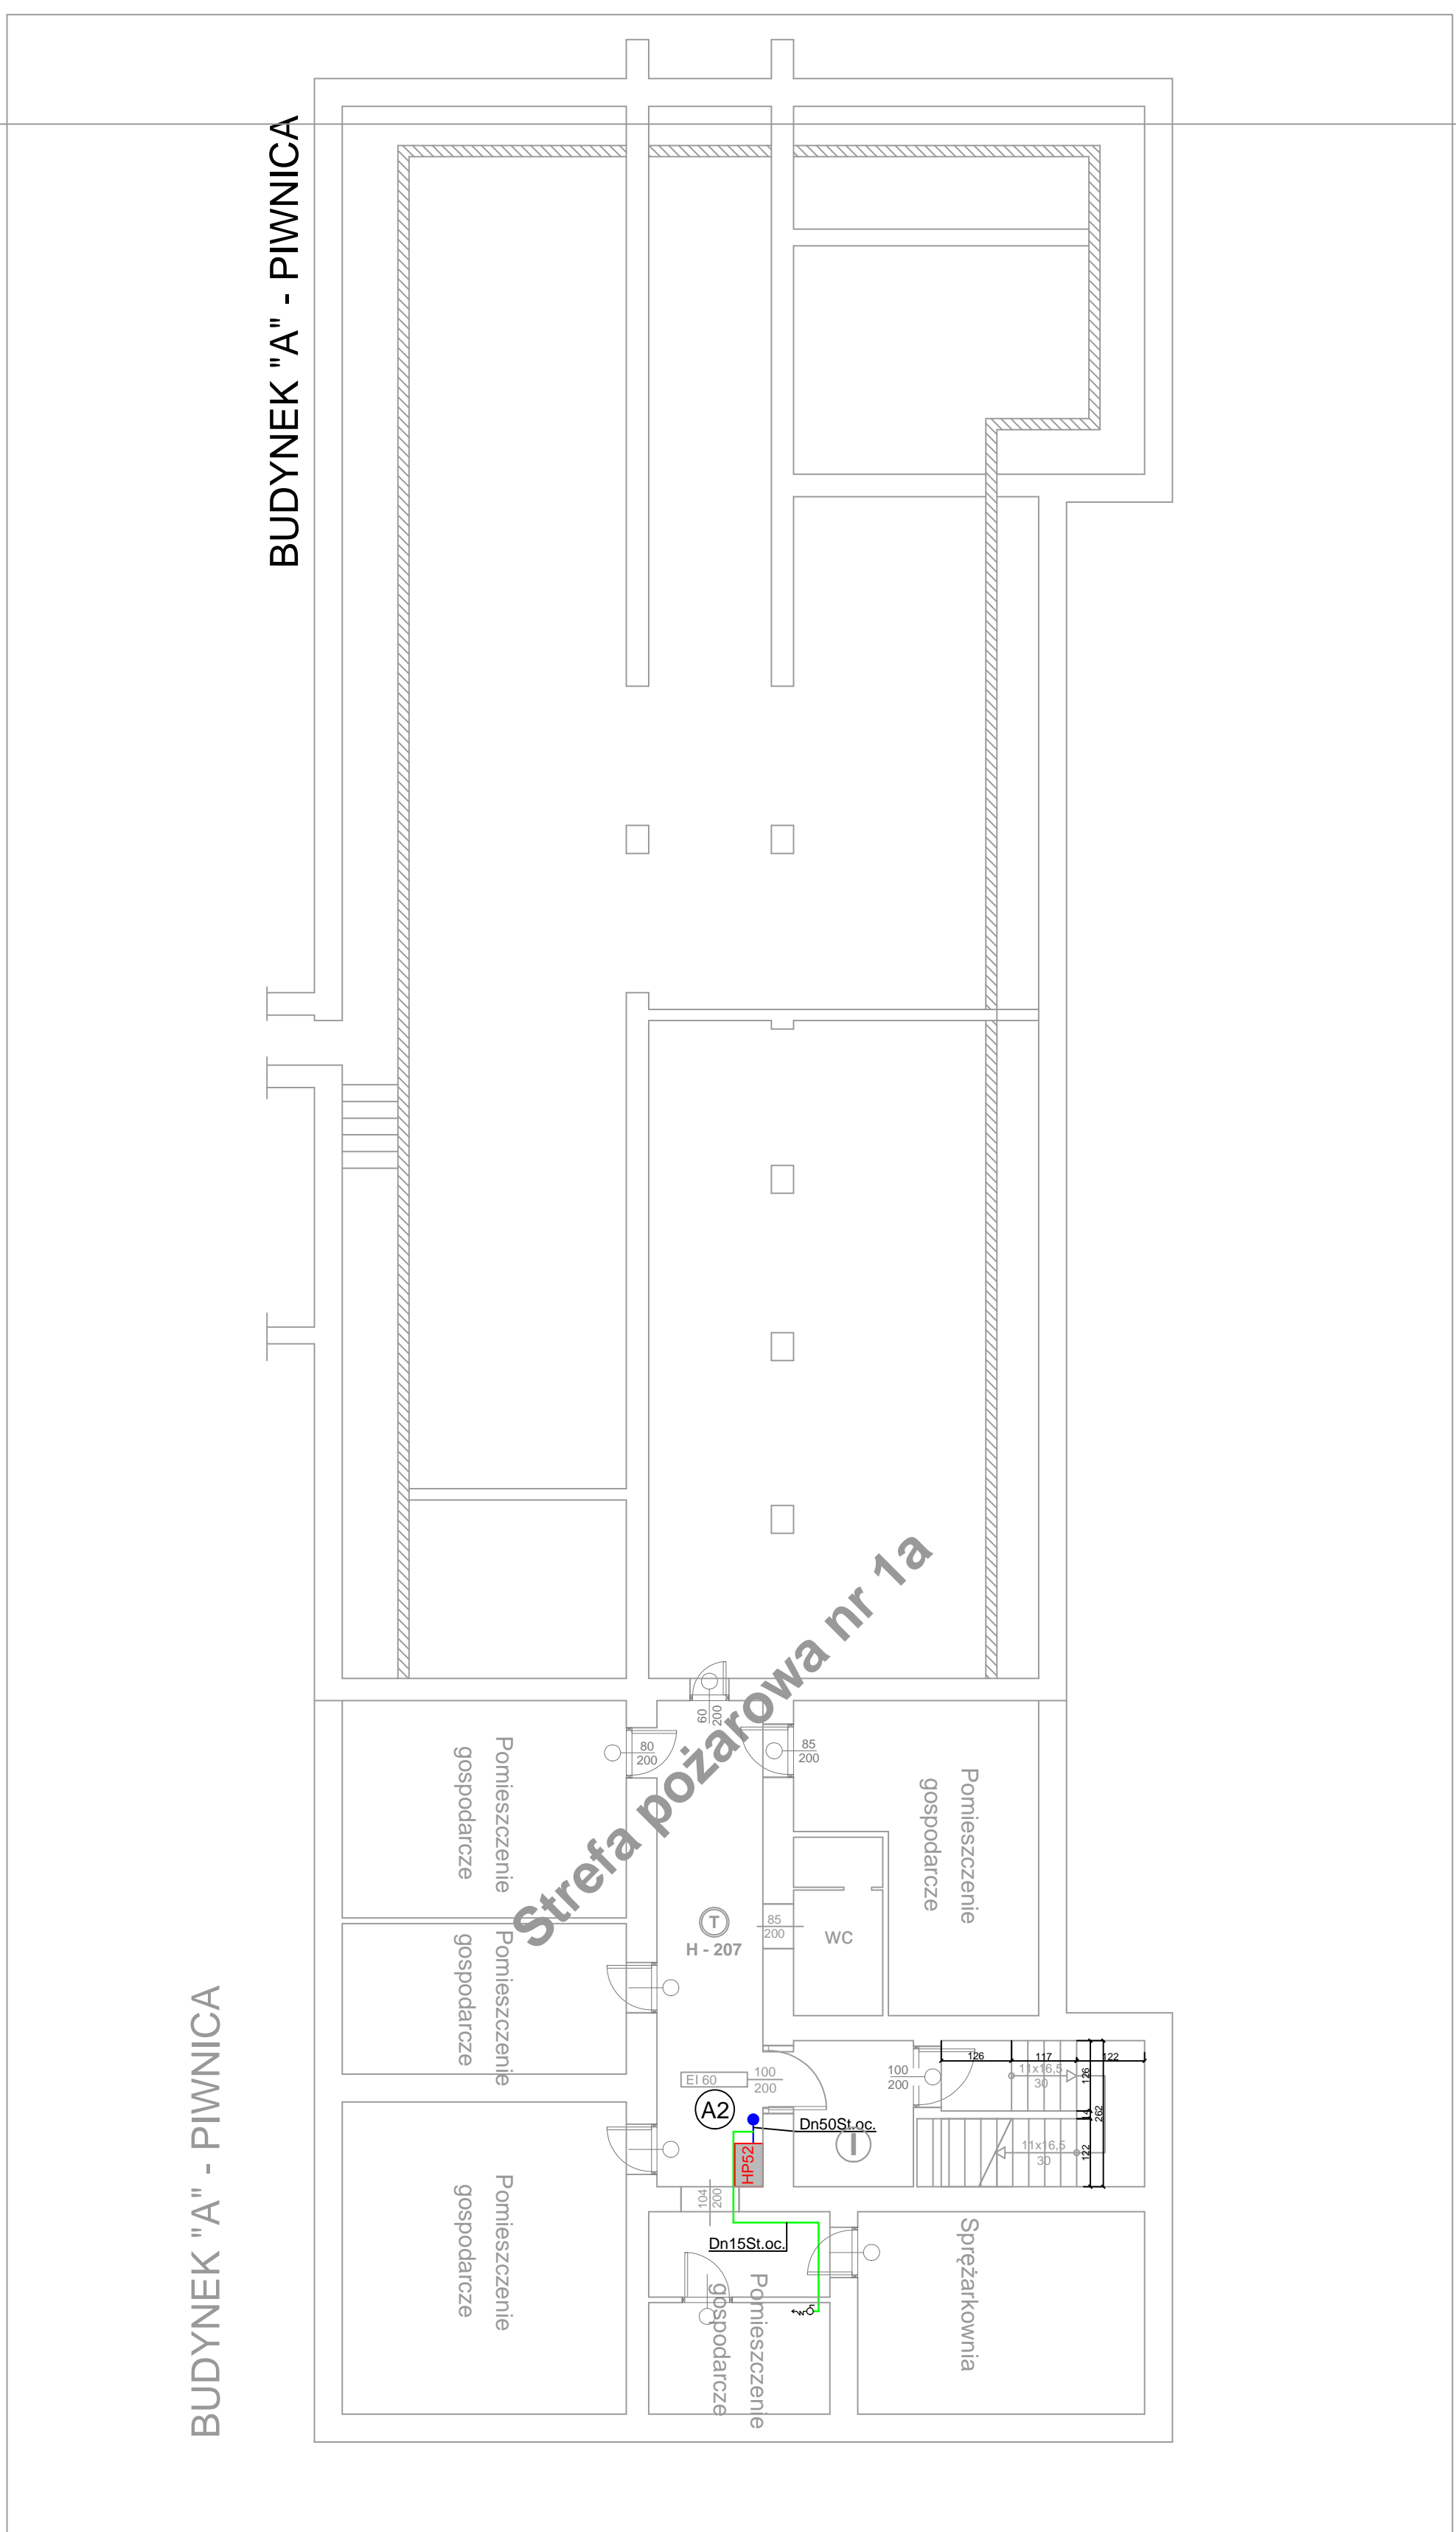 BUDYNEK "A" - PIWNICA
Strefa pożarowa nr 1a
60
200
80
200
85
200
Pomieszczenie
gospodarcze
Pomieszczenie
gospodarcze
T
H - 207
85
200
WC
Pomieszczenie
gospodarcze
BUDYNEK "A" - PIWNICA
126
117
122
11x16,5
30
126
14
262
122
11x16,5
30
EI 60
100
200
100
200
A2
Dn50St.oc.
I
HP52
104
200
Pomieszczenie
gospodarcze
Dn15St.oc.
Pomieszczenie
gospodarcze
Sprężarkownia